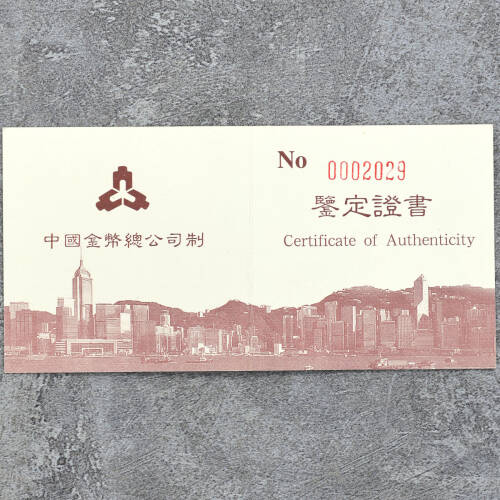 中國金幣總公司制
No 0002029
鑒定證書
Certificate of Authenticity